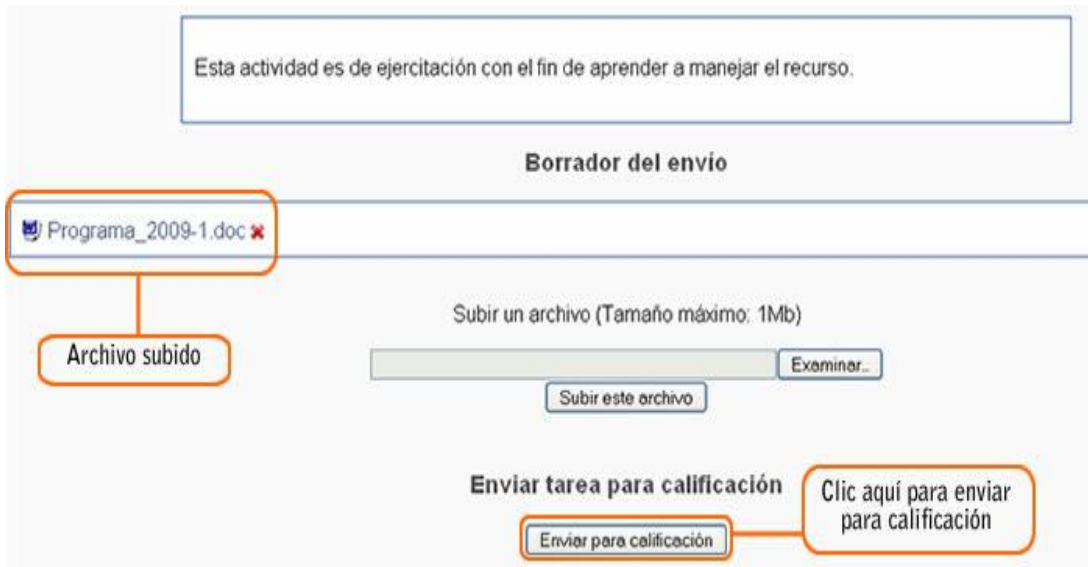 Esta actividad es de ejercitación con el fin de aprender a manejar el recurso.
Borrador del envío
Programa_2009-1.doc
Archivo subido
Subir un archivo (Tamaño máximo: 1Mb)
Examinar...
Subir este archivo
Enviar tarea para calificación
Clic aquí para enviar
para calificación
Enviar para calificación